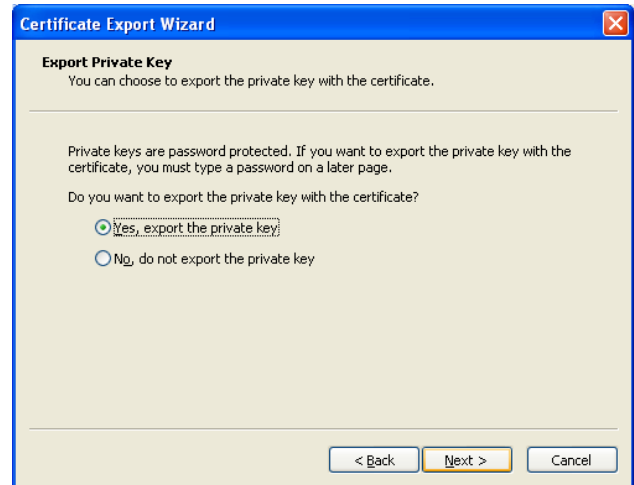 Certificate Export Wizard
Export Private Key
You can choose to export the private key with the certificate.
Private keys are password protected. If you want to export the private key with the
certificate, you must type a password on a later page.
Do you want to export the private key with the certificate?
Yes, export the private key
No, do not export the private key
< Back Next > Cancel